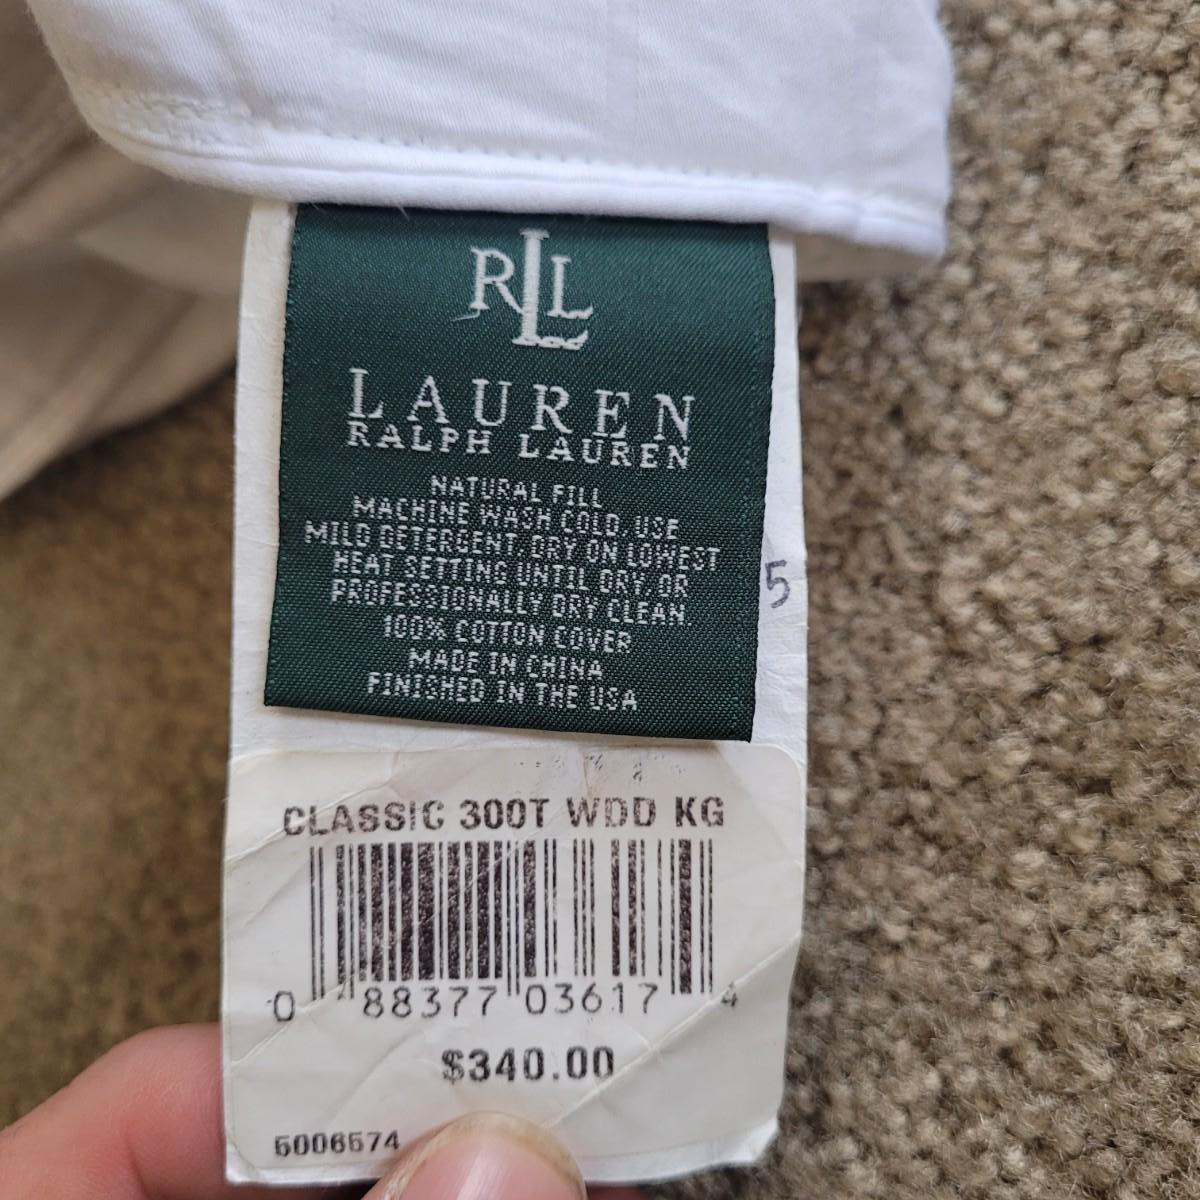 RLL
LAUREN
RALPH LAUREN
NATURAL FILL
MACHINE WASH COLD. USE
MILD DETERGENT. DRY ON LOWEST
HEAT SETTING UNTIL DRY, OR
PROFESSIONALLY DRY CLEAN.
100% COTTON COVER
MADE IN CHINA
FINISHED IN THE USA
5
CLASSIC 300T WDD KG
0 88377 03617 4
$340.00
5006574